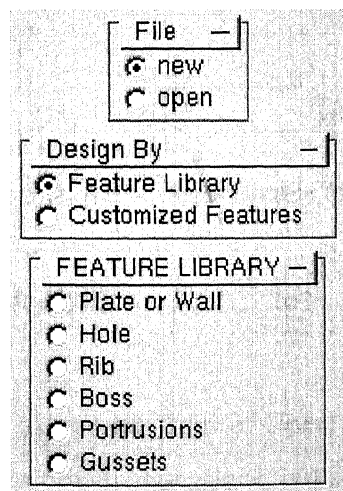 File
new
open
Design By
Feature Library
Customized Features
FEATURE LIBRARY
Plate or Wall
Hole
Rib
Boss
Portrusions
Gussets